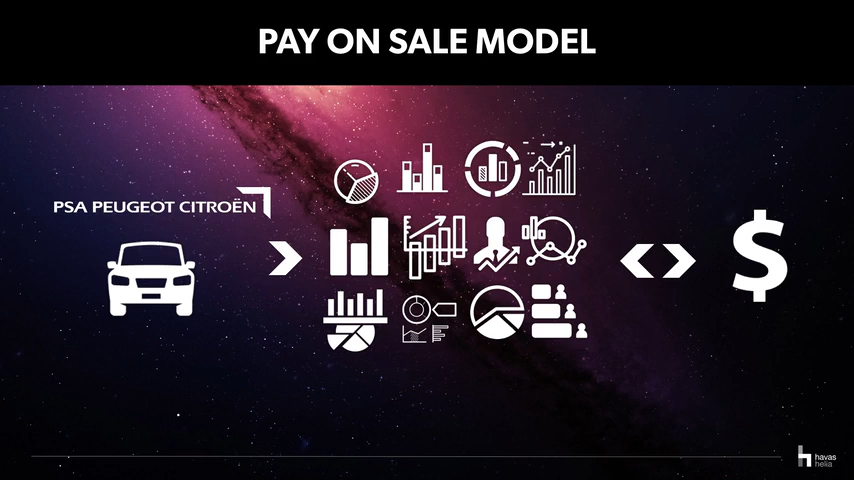 PAY ON SALE MODEL
PSA PEUGEOT CITROËN
$
havas
helia